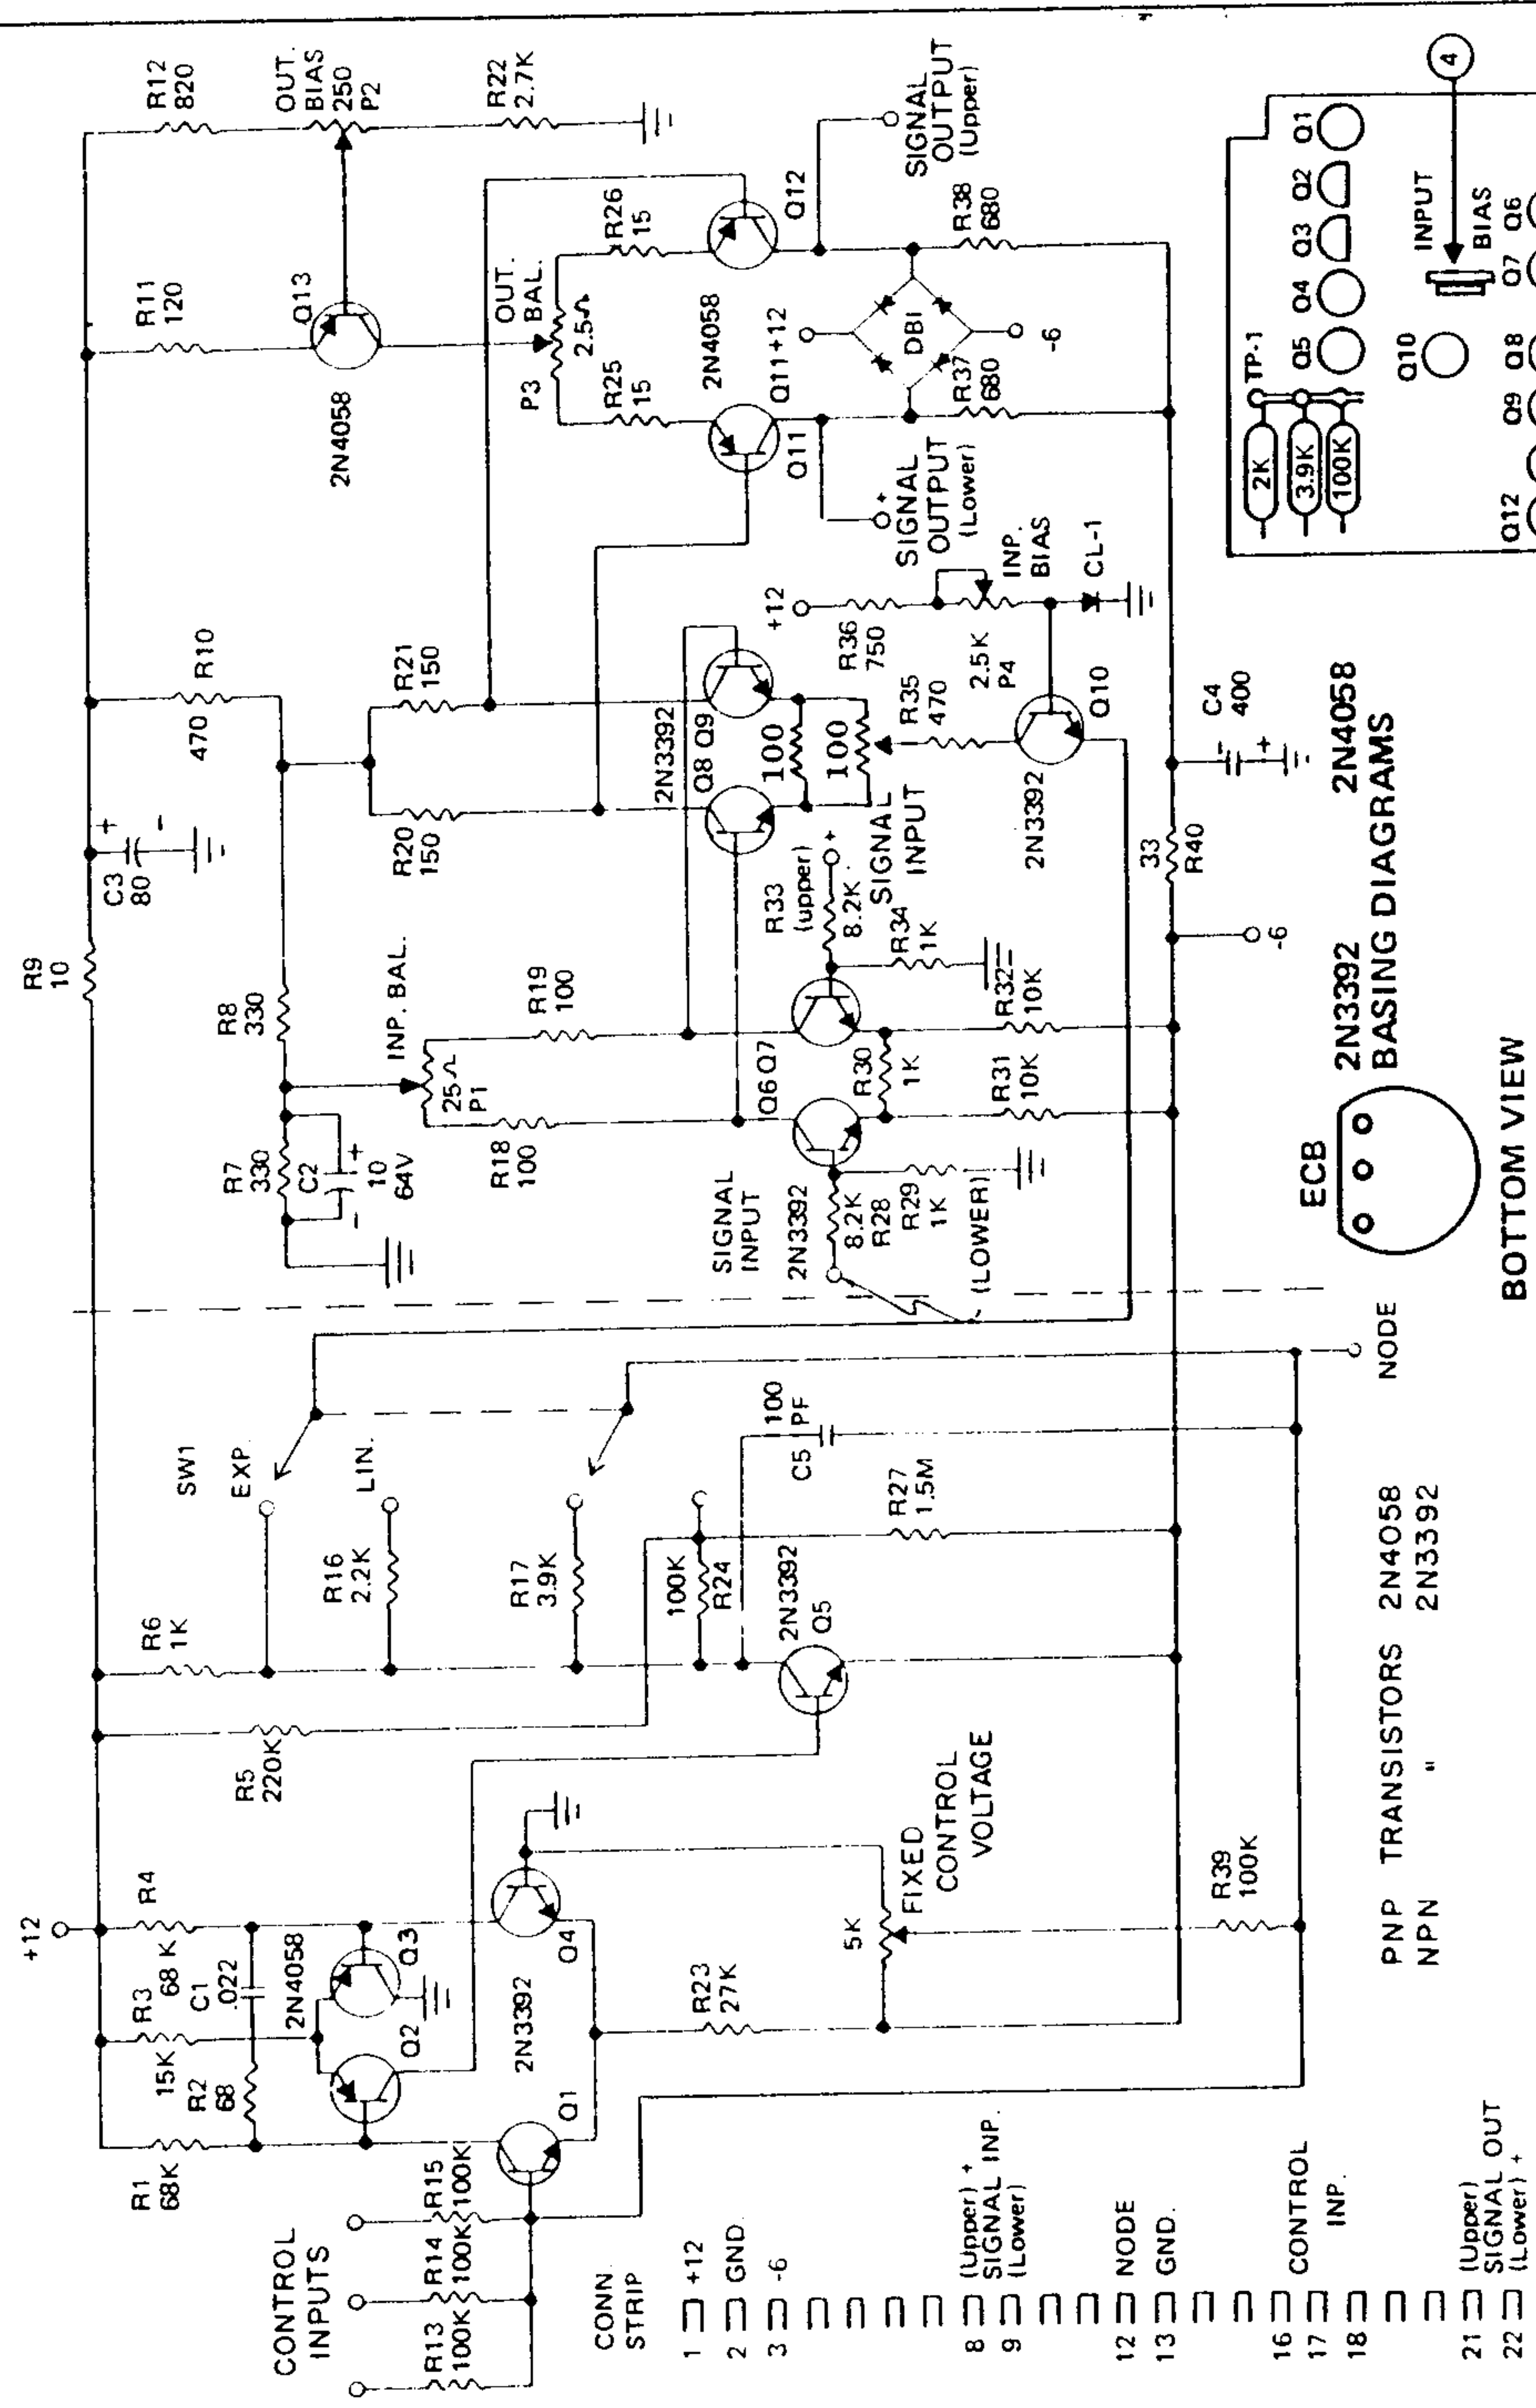 +12
R1
68K
R2
68
R3
15K
R4
68 K
C1
.022
2N4058
Q2
Q3
R5
220K
R6
1K
SW1
EXP.
LIN.
R16
2.2K
R17
3.9K
100K
R24
2N3392
Q5
R27
1.5M
C5
100
PF
CONTROL
INPUTS
R13
100K
R14
100K
R15
100K
Q1
2N3392
Q4
R23
27K
5K
FIXED
CONTROL
VOLTAGE
R39
100K
NODE
R7
330
C2
10
64V
+
-
R8
330
R9
10
C3
80
+
-
INP. BAL.
25Ω
P1
R18
100
R19
100
SIGNAL
INPUT
2N3392
8.2K
R28
R29
1K
(LOWER)
Q6 Q7
R30
1K
R31
10K
R32
10K
R33
(upper)
8.2K
+
R34
1K
SIGNAL
INPUT
R10
470
R20
150
R21
150
2N3392
Q8 Q9
100
100
R35
470
2N3392
Q10
+12
R36
750
2.5K
P4
INP.
BIAS
CL-1
33
R40
-6
C4
400
-
+
R11
120
Q13
2N4058
R12
820
OUT.
BIAS
250
P2
R22
2.7K
OUT.
BAL.
P3
2.5Ω
R25
15
R26
15
2N4058
Q11+12
Q11
Q12
DBI
-6
R37
680
R38
680
SIGNAL
OUTPUT
(Lower)
+
SIGNAL
OUTPUT
(Upper)
CONN
STRIP
1 +12
2 GND.
3 -6
8 (Upper) +
SIGNAL INP.
9 (Lower)
12 NODE
13 GND.
16 CONTROL
17 INP.
18
21 (Upper)
SIGNAL OUT
22 (Lower) +
PNP TRANSISTORS 2N4058
NPN " 2N3392
ECB
2N3392 2N4058
BASING DIAGRAMS
BOTTOM VIEW
2K
3.9K
100K
TP-1
Q5
Q4
Q3
Q2
Q1
Q10
INPUT
BIAS
4
Q12
Q9
Q8
Q7
Q6